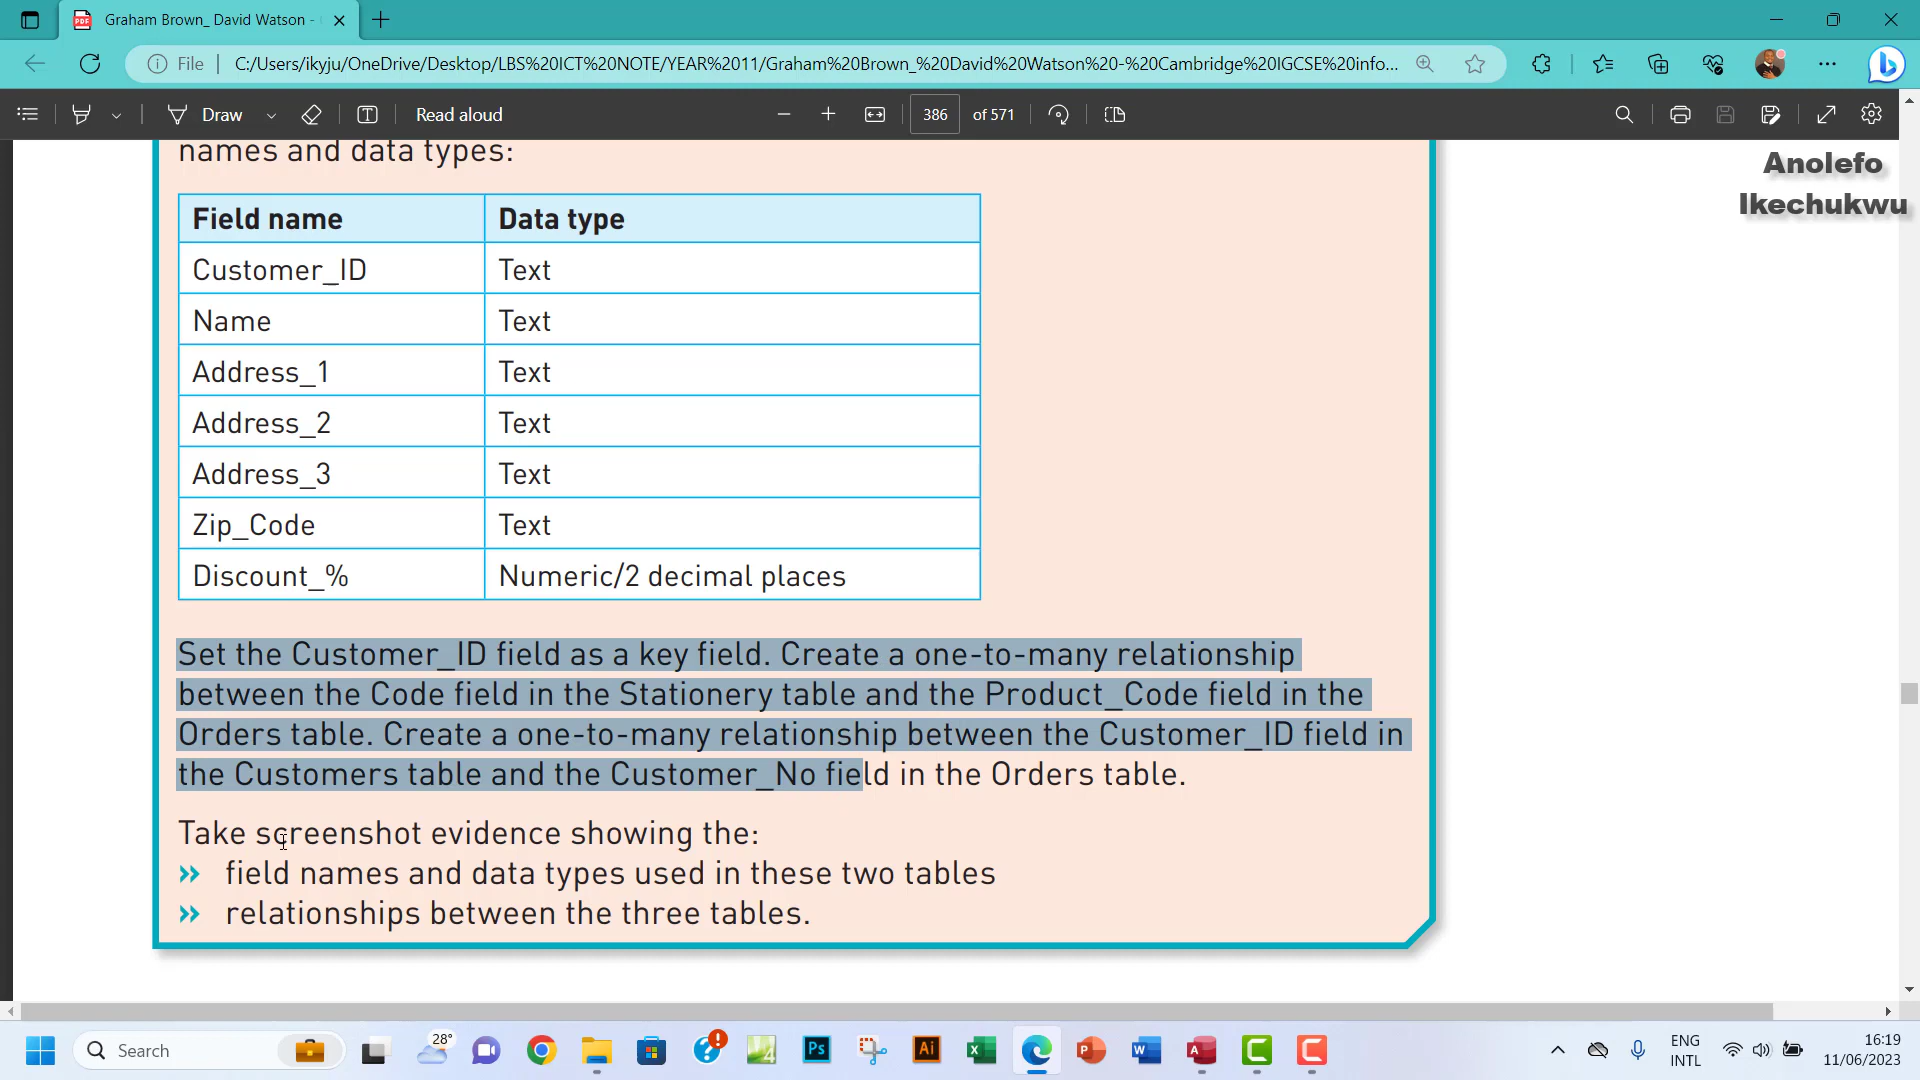 Graham Brown_ David Watson -
File
C:/Users/ikyju/OneDrive/Desktop/LBS%20ICT%20NOTE/YEAR%2011/Graham%20Brown_%20David%20Watson%20-%20Cambridge%20IGCSE%20info...
Draw
Read aloud
386 of 571
Anolefo
Ikechukwu
names and data types:
Field name Data type
Customer_ID Text
Name Text
Address_1 Text
Address_2 Text
Address_3 Text
Zip_Code Text
Discount_% Numeric/2 decimal places
Set the Customer_ID field as a key field. Create a one-to-many relationship
between the Code field in the Stationery table and the Product_Code field in the
Orders table. Create a one-to-many relationship between the Customer_ID field in
the Customers table and the Customer_No field in the Orders table.
Take screenshot evidence showing the:
» field names and data types used in these two tables
» relationships between the three tables.
Search
28°
ENG
INTL
16:19
11/06/2023